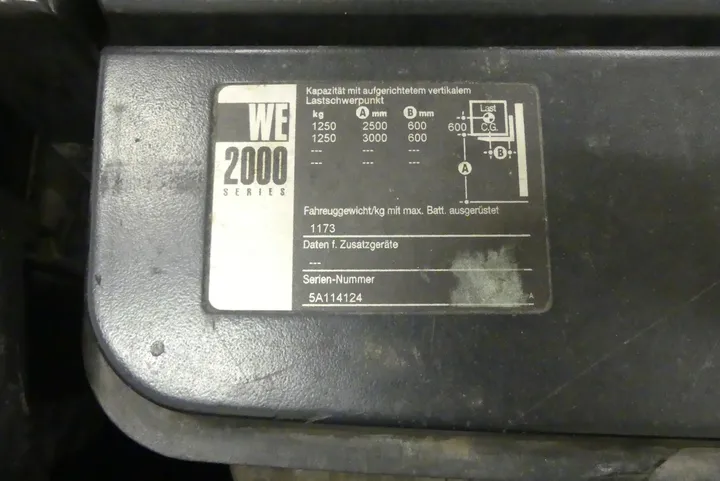 WE
2000
SERIES
Kapazität mit aufgerichtetem vertikalem
Lastschwerpunkt
kg A mm B mm
1250 2500 600
1250 3000 600
--- --- ---
--- --- ---
Last
600 C.G.
B
A
Fahreuggewicht/kg mit max. Batt. ausgerüstet
1173
Daten f. Zusatzgeräte
---
Serien-Nummer
5A114124